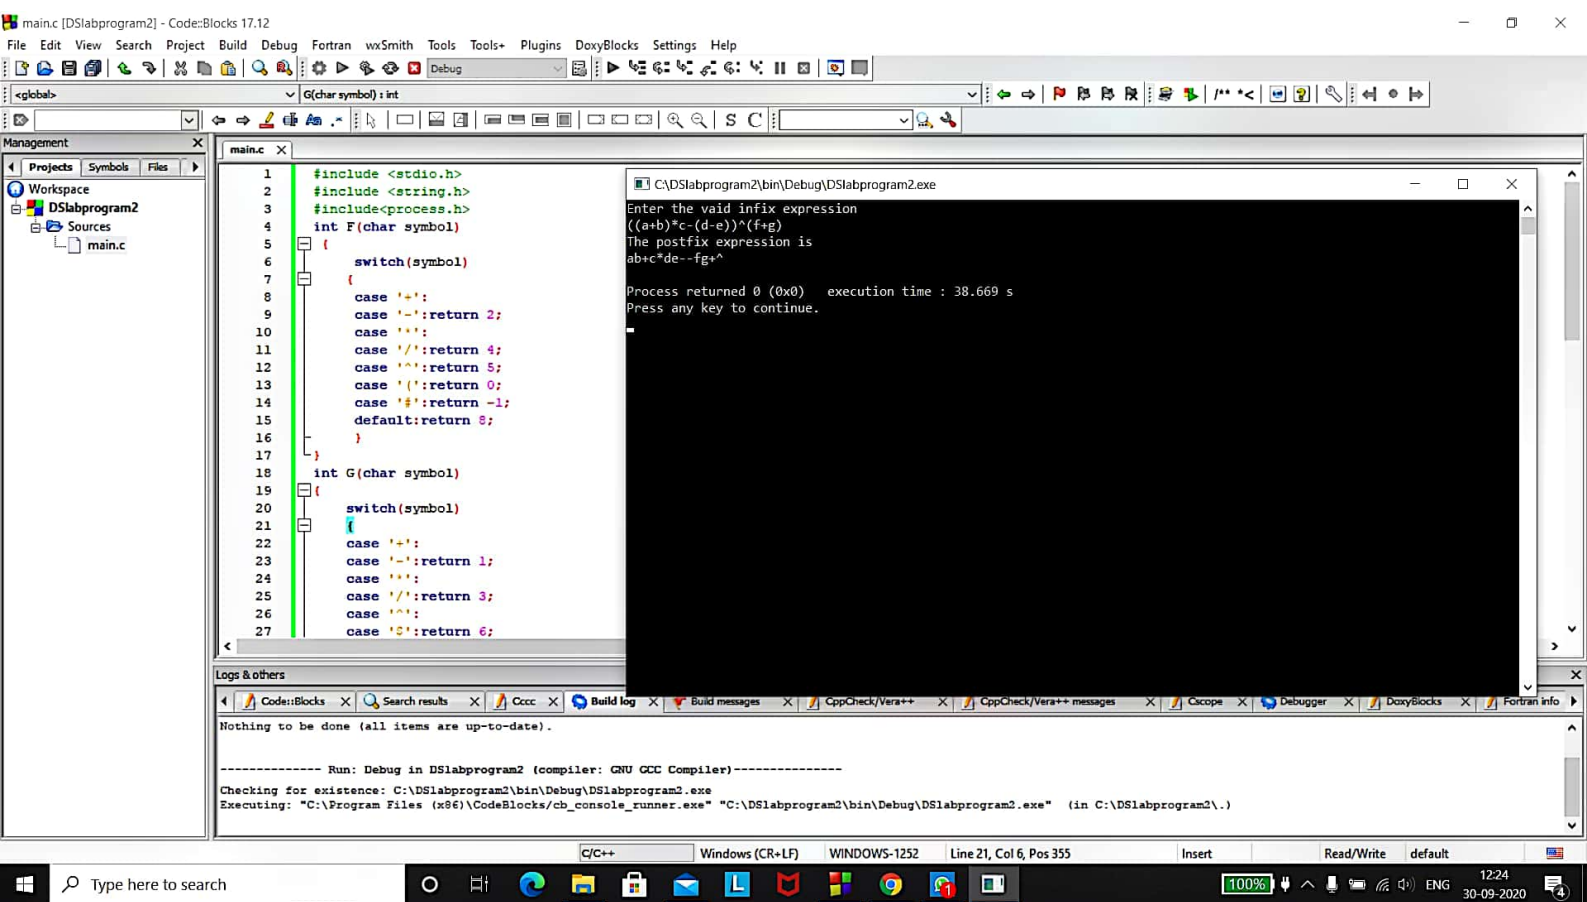 main.c [DSlabprogram2] - Code::Blocks 17.12
File Edit View Search Project Build Debug Fortran wxSmith Tools Tools+ Plugins DoxyBlocks Settings Help
Debug
<global> G(char symbol) : int
/** *<
S C
Management
Projects Symbols Files
Workspace
DSlabprogram2
Sources
main.c
main.c
1 #include <stdio.h>
2 #include <string.h>
3 #include<process.h>
4 int F(char symbol)
5 {
6 switch(symbol)
7 {
8 case '+':
9 case '-':return 2;
10 case '*':
11 case '/':return 4;
12 case '^':return 5;
13 case '(':return 0;
14 case '#':return -1;
15 default:return 8;
16 }
17 }
18 int G(char symbol)
19 {
20 switch(symbol)
21 {
22 case '+':
23 case '-':return 1;
24 case '*':
25 case '/':return 3;
26 case '^':
27 case '$':return 6;
C:\DSlabprogram2\bin\Debug\DSlabprogram2.exe
Enter the vaid infix expression
((a+b)*c-(d-e))^(f+g)
The postfix expression is
ab+c*de--fg+^
Process returned 0 (0x0) execution time : 38.669 s
Press any key to continue.
Logs & others
Code::Blocks Search results Cccc Build log Build messages CppCheck/Vera++ CppCheck/Vera++ messages Cscope Debugger DoxyBlocks Fortran info
Nothing to be done (all items are up-to-date).
-------------- Run: Debug in DSlabprogram2 (compiler: GNU GCC Compiler)---------------
Checking for existence: C:\DSlabprogram2\bin\Debug\DSlabprogram2.exe
Executing: "C:\Program Files (x86)\CodeBlocks/cb_console_runner.exe" "C:\DSlabprogram2\bin\Debug\DSlabprogram2.exe" (in C:\DSlabprogram2\.)
C/C++ Windows (CR+LF) WINDOWS-1252 Line 21, Col 6, Pos 355 Insert Read/Write default
Type here to search
L
1
100%
ENG
12:24
30-09-2020
4